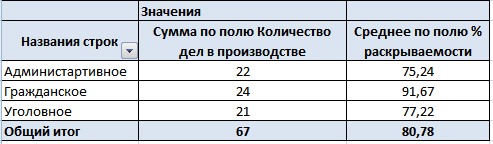 Значения
Названия строк Сумма по полю Количество дел в производстве Среднее по полю % раскрываемости
Администартивное 22 75,24
Гражданское 24 91,67
Уголовное 21 77,22
Общий итог 67 80,78